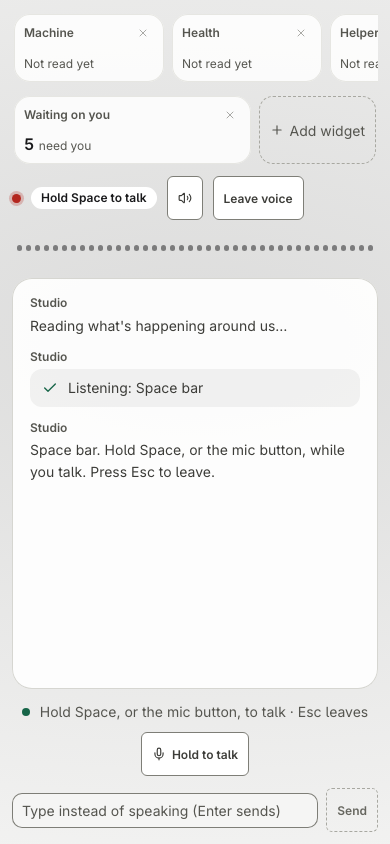 Machine
Health
Helper
Not read yet
Not read yet
Not read
Waiting on you
5 need you
Add widget
Hold Space to talk
Leave voice
Studio
Reading what's happening around us...
Studio
Listening: Space bar
Studio
Space bar. Hold Space, or the mic button, while
you talk. Press Esc to leave.
Hold Space, or the mic button, to talk · Esc leaves
Hold to talk
Type instead of speaking (Enter sends)
Send